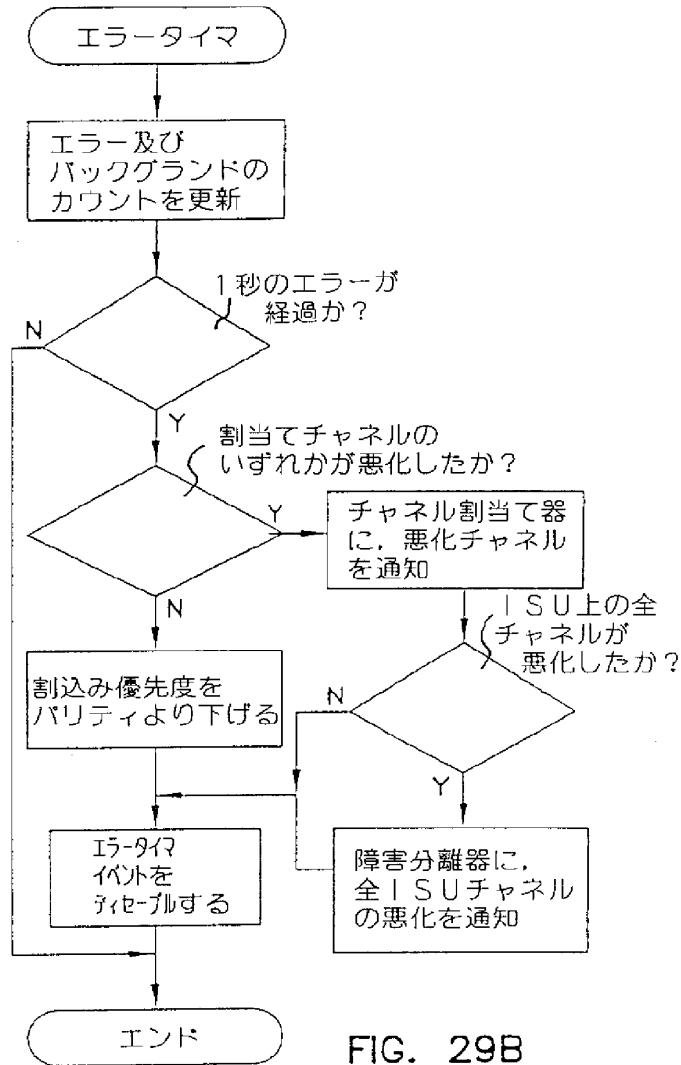 エラータイマ
エラー及び
バックグランドの
カウントを更新
1秒のエラーが
経過か？
N
Y
割当てチャネルの
いずれかが悪化したか？
Y
N
チャネル割当て器
に，悪化チャネル
を通知
ISU上の全
チャネルが
悪化したか？
割込み優先度を
パリティより下げる
N
Y
エラータイマ
イベントを
ディセーブルする
障害分離器に，
全ISUチャネル
の悪化を通知
エンド
FIG. 29B